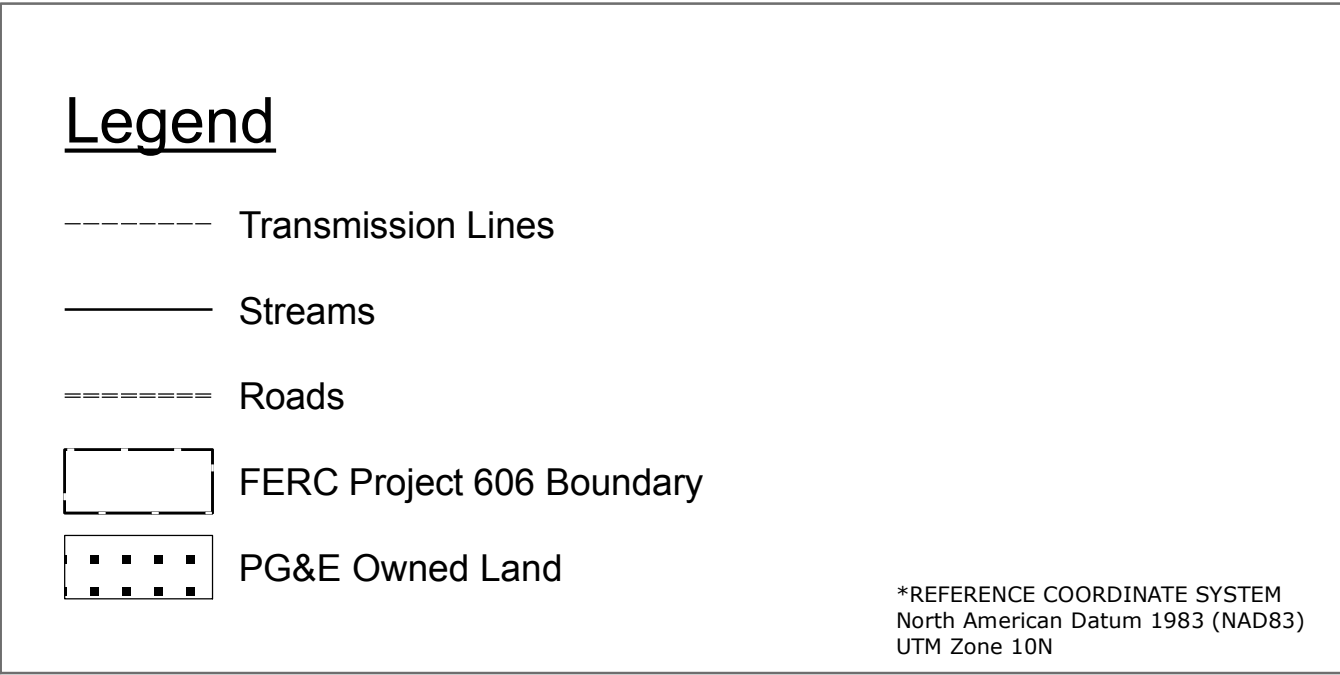 Legend
Transmission Lines
Streams
Roads
FERC Project 606 Boundary
PG&E Owned Land
*REFERENCE COORDINATE SYSTEM
North American Datum 1983 (NAD83)
UTM Zone 10N